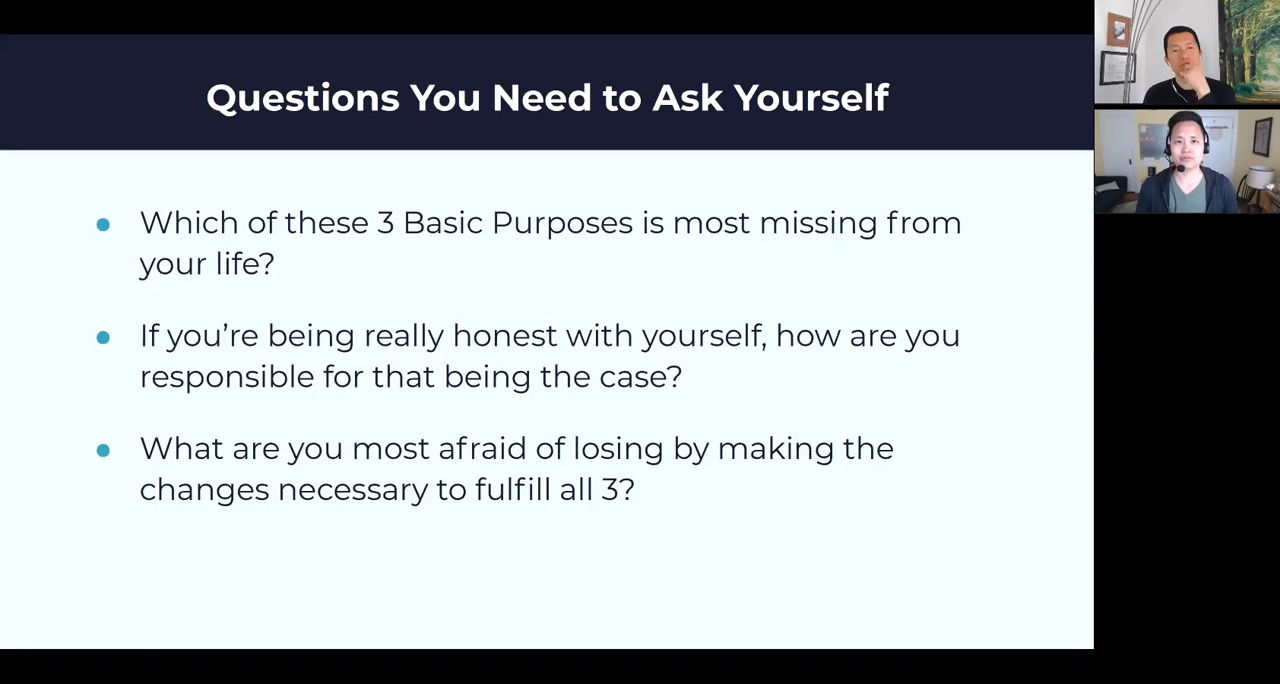 Questions You Need to Ask Yourself
• Which of these 3 Basic Purposes is most missing from
your life?
• If you’re being really honest with yourself, how are you
responsible for that being the case?
• What are you most afraid of losing by making the
changes necessary to fulfill all 3?